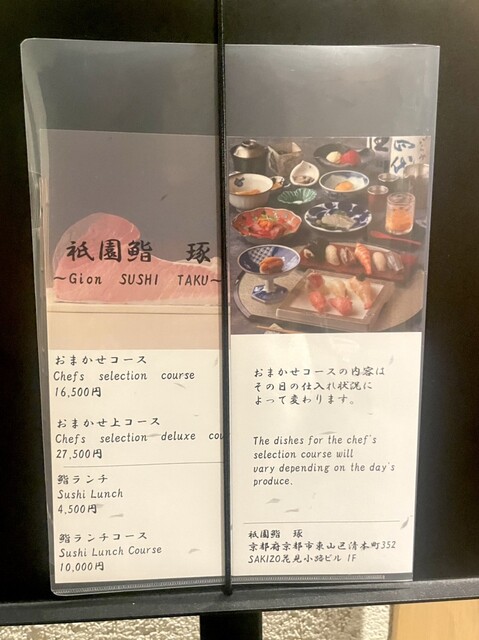 祇園鮨 琢
～Gion SUSHI TAKU～
おまかせコース
Chefs selection course
16,500円
おまかせ上コース
Chefs selection deluxe
27,500円
鮨ランチ
Sushi Lunch
4,500円
鮨ランチコース
Sushi Lunch Course
10,000円
おまかせコースの内容は
その日の仕入れ状況に
よって変わります。
The dishes for the chef's
selection course will
vary depending on the day's
produce.
祇園鮨 琢
京都府京都市東山区清本町352
SAKIZO花見小路ビル 1F